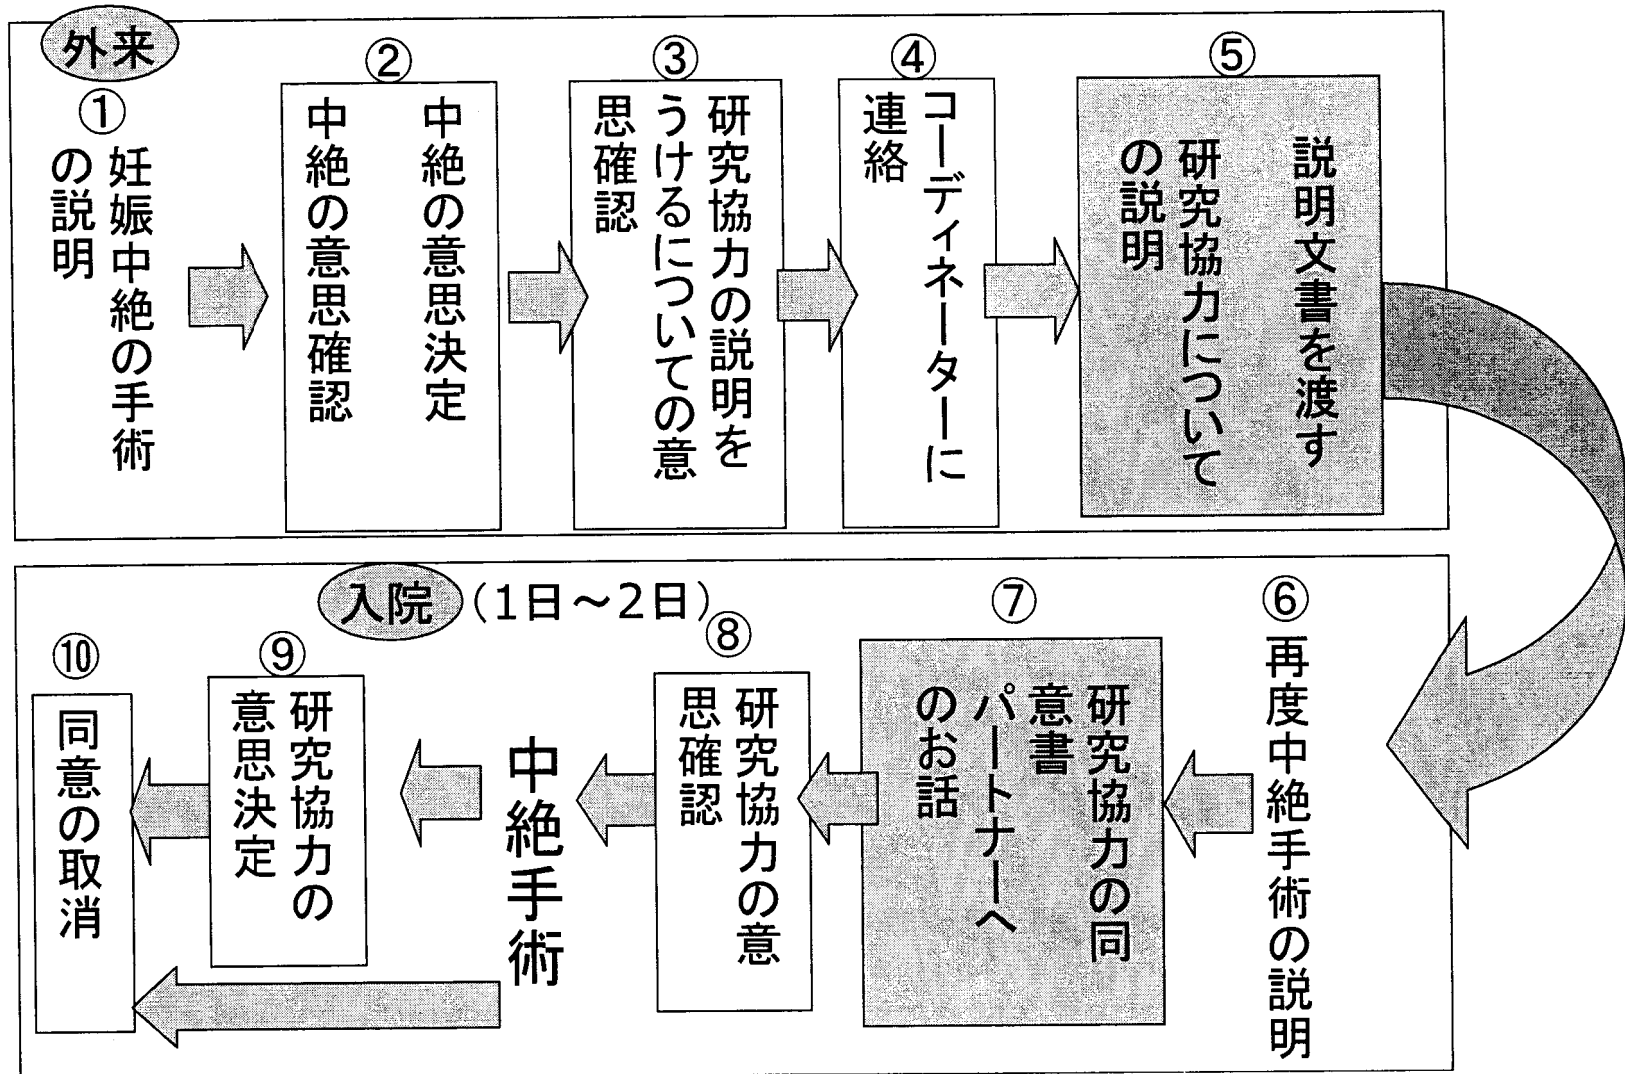 外来
①
妊娠中絶の手術
の説明
②
中絶の意思決定
中絶の意思確認
③
研究協力の説明を
うけるについての意
思確認
④
コーディネーターに
連絡
⑤
説明文書を渡す
研究協力について
の説明
入院(1日~2日)
⑥
再度中絶手術の説明
⑦
研究協力の同
意書
パートナーへ
のお話
⑧
研究協力の意
思確認
中絶手術
⑨
研究協力の
意思決定
⑩
同意の取消